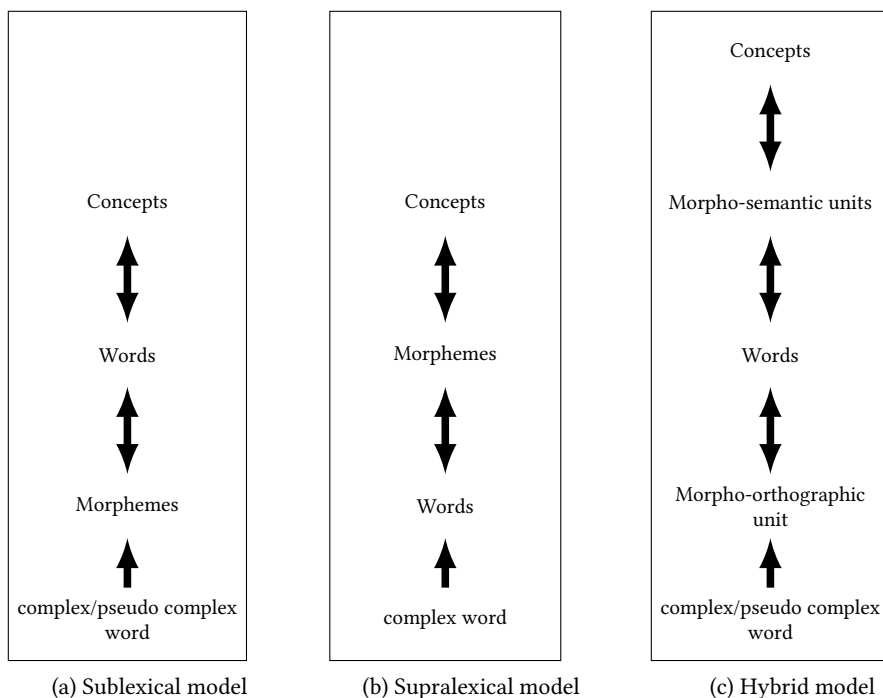 Concepts
Words
Morphemes
complex/pseudo complex
word
(a) Sublexical model
Concepts
Morphemes
Words
complex word
(b) Supralexical model
Concepts
Morpho-semantic units
Words
Morpho-orthographic
unit
complex/pseudo complex
word
(c) Hybrid model